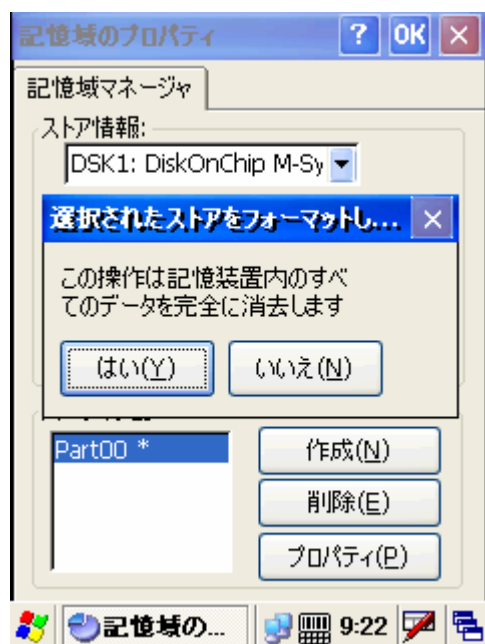 記憶域のプロパティ ? OK ×
記憶域マネージャ
ストア情報:
DSK1: DiskOnChip M-Sy
選択されたストアをフォーマットし... ×
この操作は記憶装置内のすべ
てのデータを完全に消去します
はい(Y) いいえ(N)
Part00 * 作成(N)
削除(E)
プロパティ(P)
記憶域の... 9:22